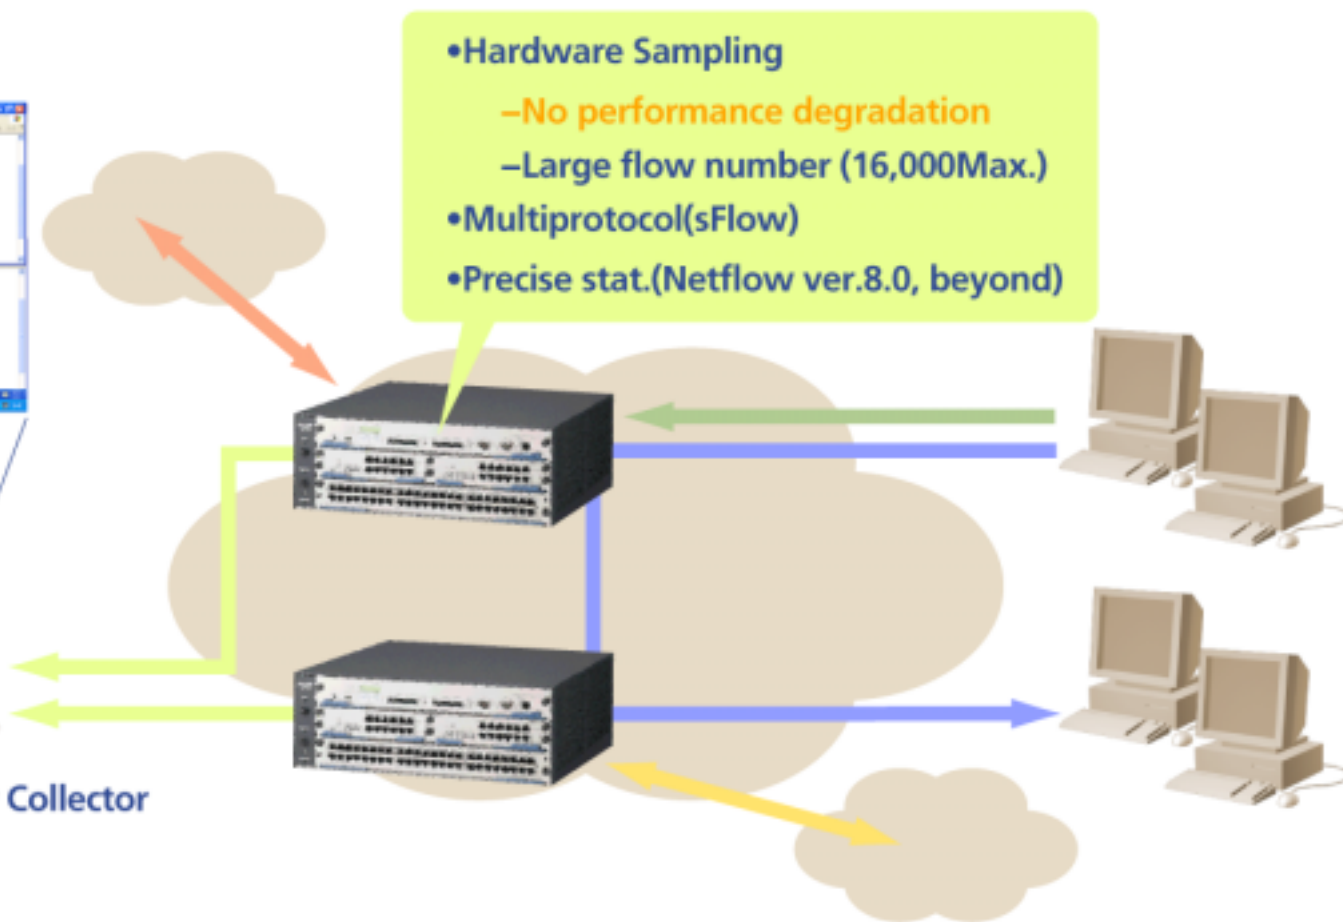 •Hardware Sampling
–No performance degradation
–Large flow number (16,000Max.)
•Multiprotocol(sFlow)
•Precise stat.(Netflow ver.8.0, beyond)
Collector